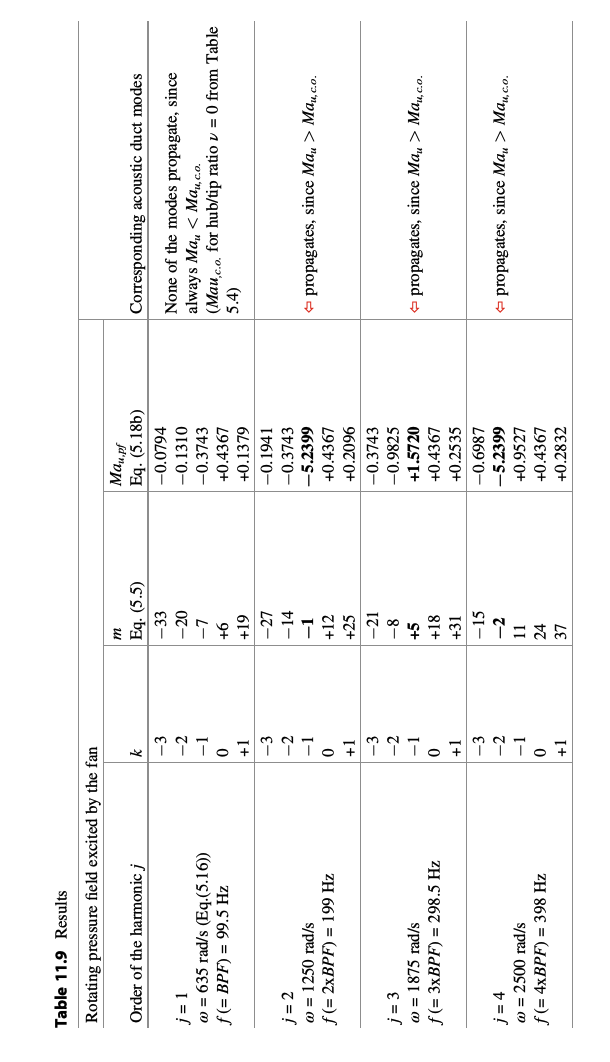 Table 11.9 Results
Rotating pressure field excited by the fan
Order of the harmonic j k m Eq. (5.5) Ma_{u,pf} Eq. (5.18b) Corresponding acoustic duct modes
j = 1
ω = 635 rad/s (Eq.(5.16))
f (= BPF) = 99.5 Hz
−3 −33 −0.0794
−2 −20 −0.1310
−1 −7 −0.3743
0 +6 +0.4367
+1 +19 +0.1379
None of the modes propagate, since
always Ma_u < Ma_{u,c.o.}
(Mau_{,c.o.} for hub/tip ratio ν = 0 from Table
5.4)
j = 2
ω = 1250 rad/s
f (= 2xBPF) = 199 Hz
−3 −27 −0.1941
−2 −14 −0.3743
−1 −1 −5.2399 ⇦ propagates, since Ma_u > Ma_{u,c.o.}
0 +12 +0.4367
+1 +25 +0.2096
j = 3
ω = 1875 rad/s
f (= 3xBPF) = 298.5 Hz
−3 −21 −0.3743
−2 −8 −0.9825
−1 +5 +1.5720 ⇦ propagates, since Ma_u > Ma_{u,c.o.}
0 +18 +0.4367
+1 +31 +0.2535
j = 4
ω = 2500 rad/s
f (= 4xBPF) = 398 Hz
−3 −15 −0.6987
−2 −2 −5.2399 ⇦ propagates, since Ma_u > Ma_{u,c.o.}
−1 11 +0.9527
0 24 +0.4367
+1 37 +0.2832